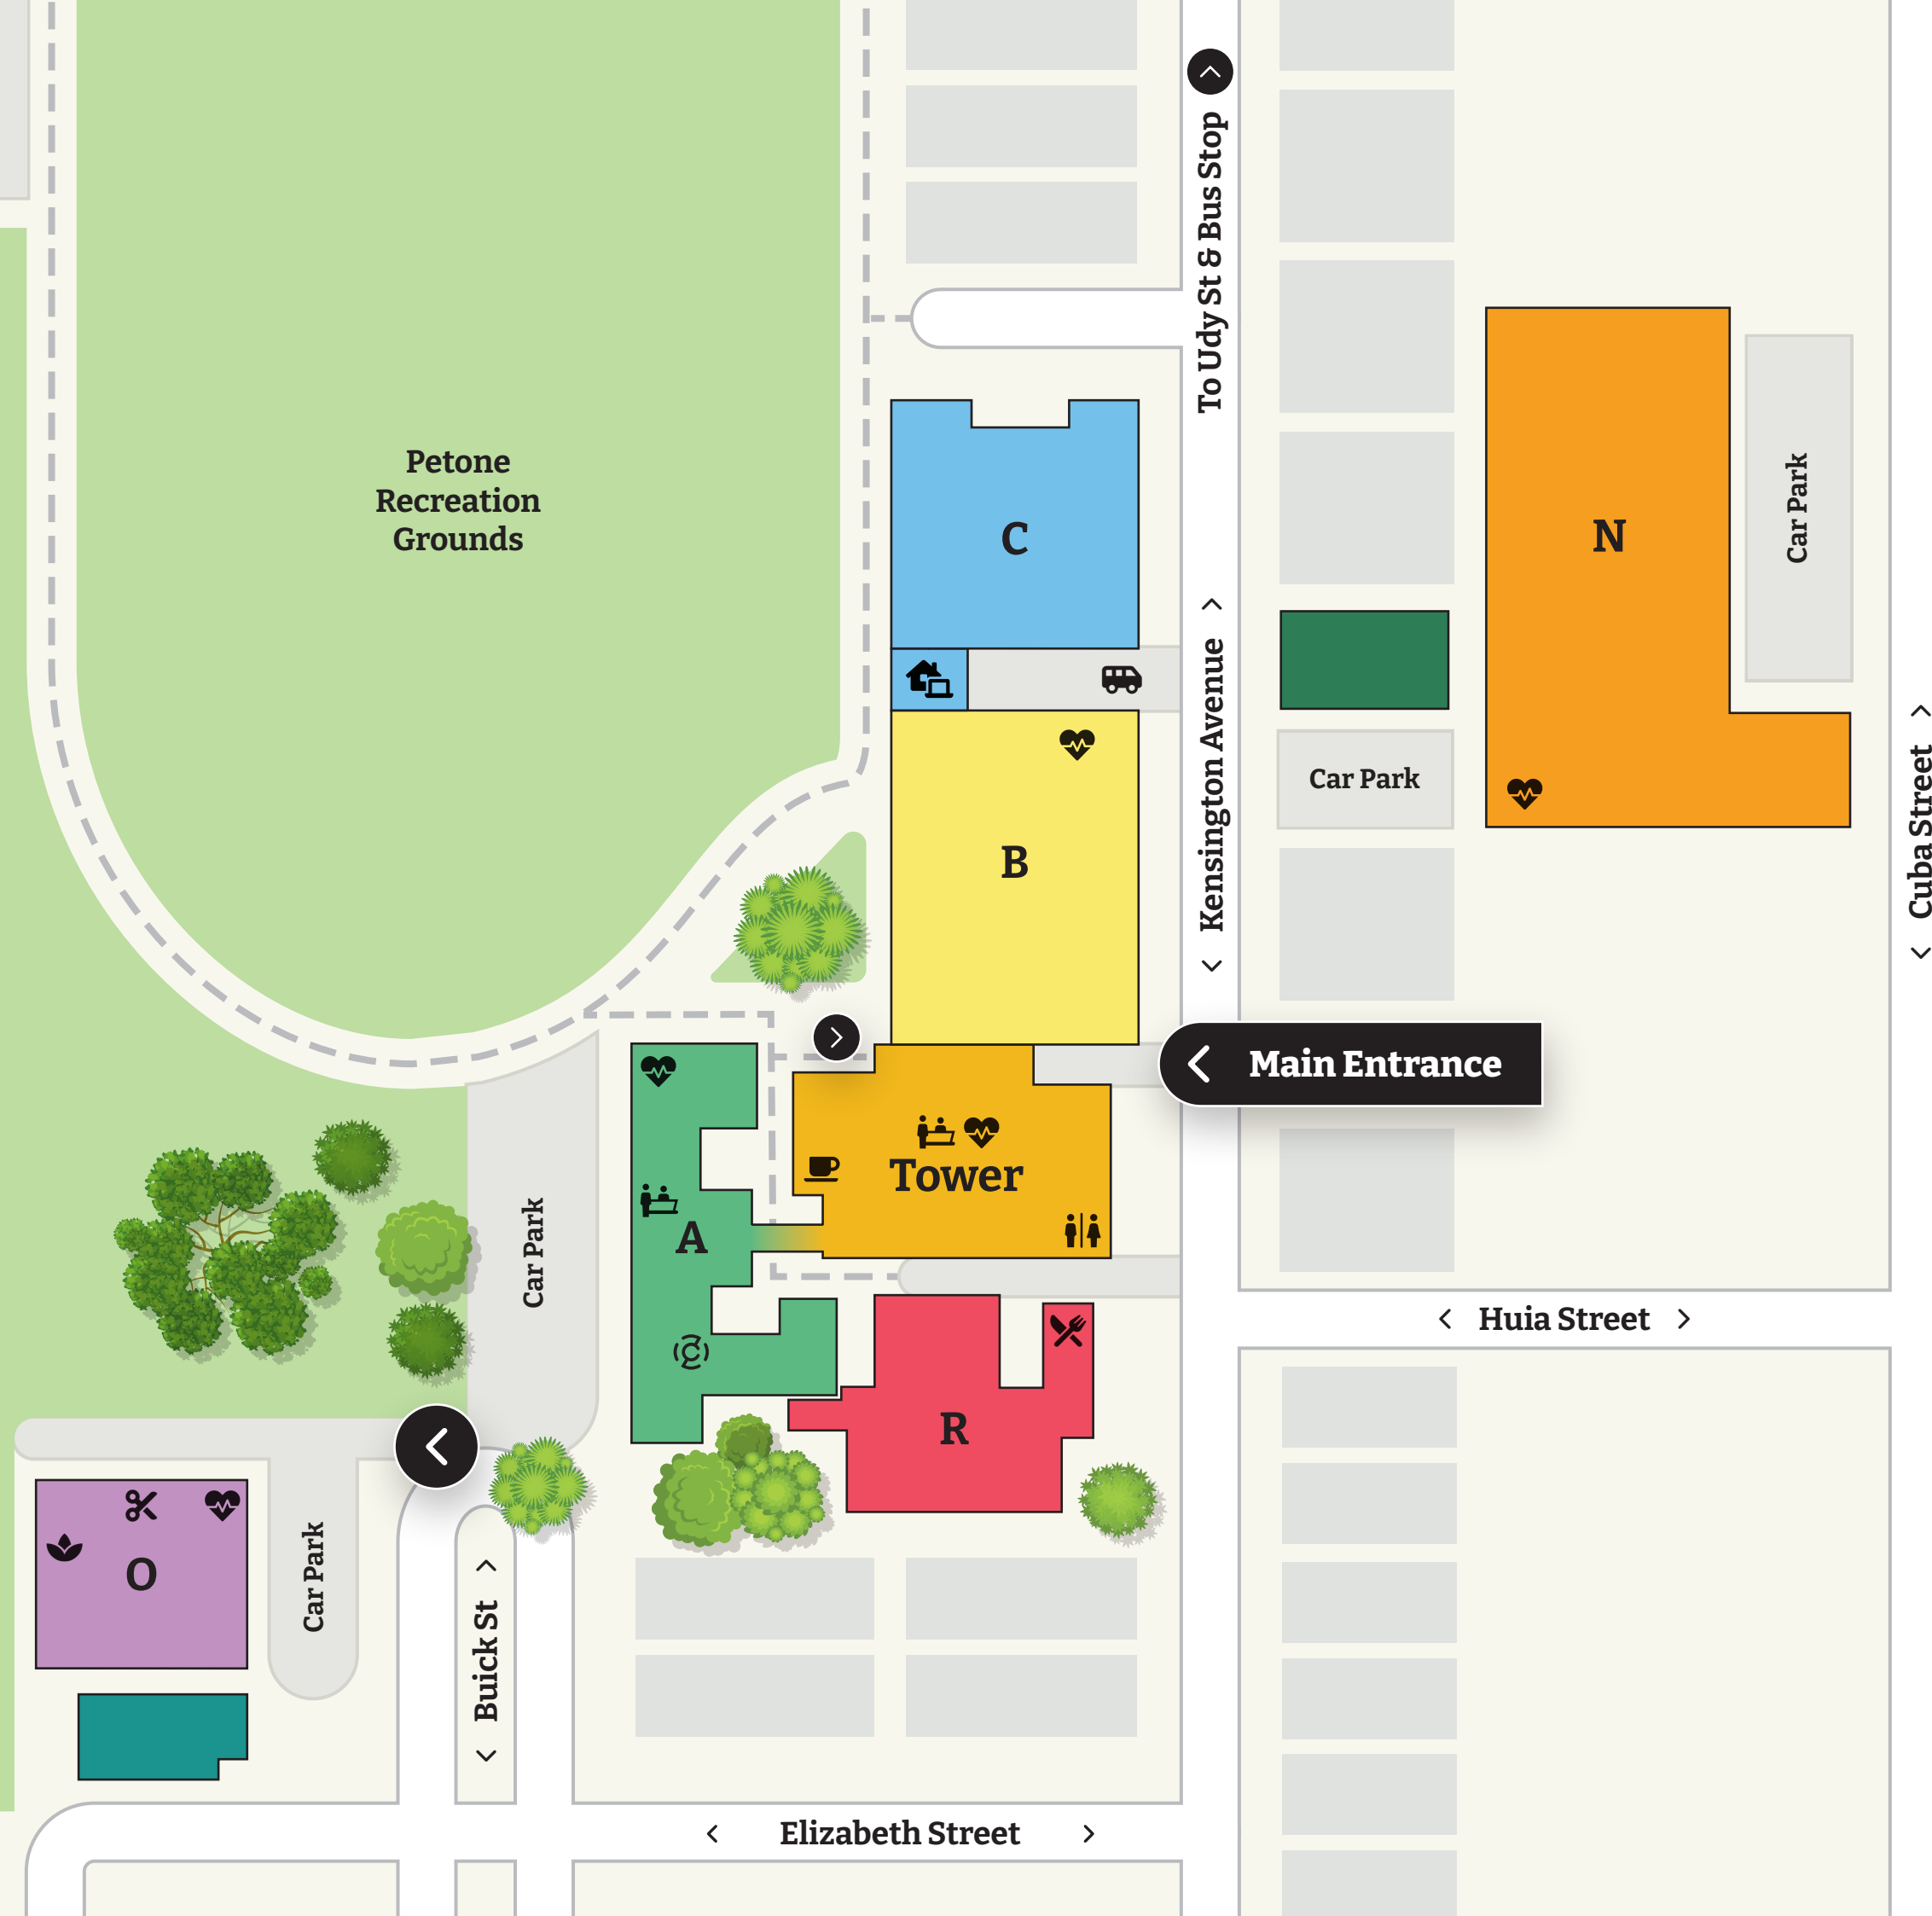 To Udy St & Bus Stop
Petone
Recreation
Grounds
C
N
Car Park
Car Park
Kensington Avenue
Cuba Street
B
Main Entrance
Tower
A
Car Park
Huia Street
R
O
Car Park
Buick St
Elizabeth Street